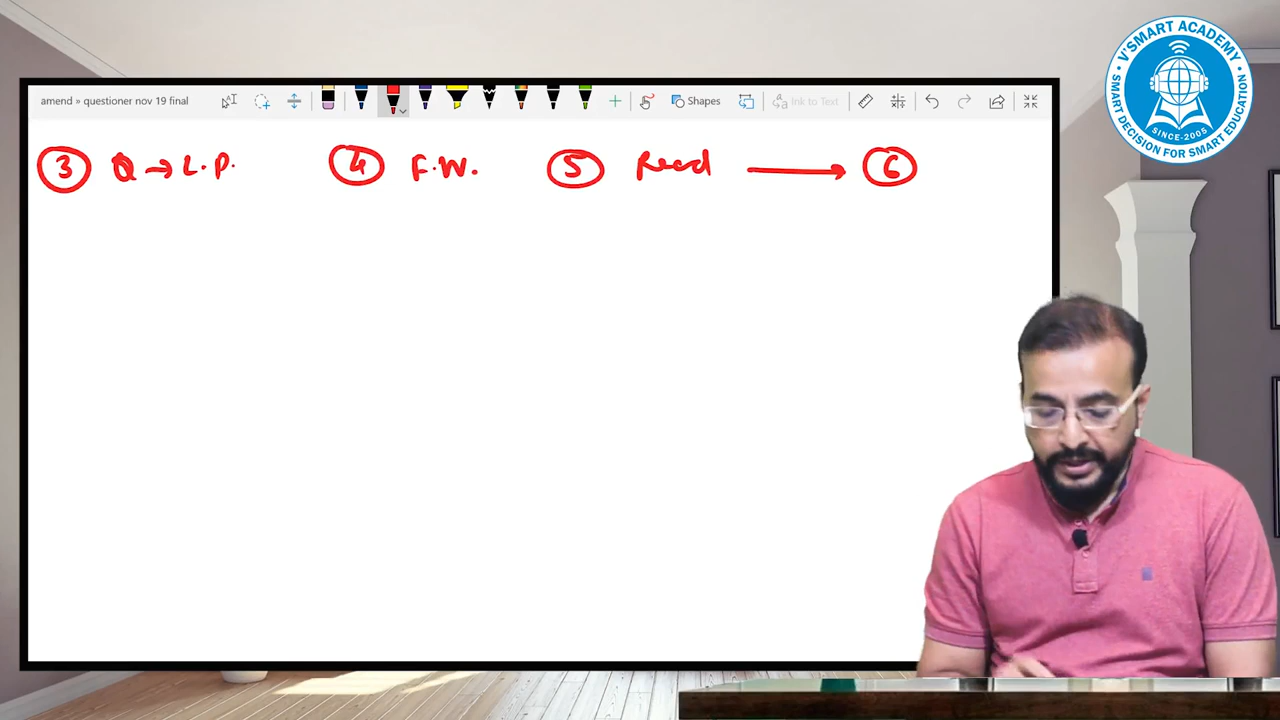 amend » questioner nov 19 final
Shapes
Ink to Text
3 Q → L.P. 4 F.W. 5 Read → 6
V'SMART ACADEMY
SINCE-2005
SMART DECISION FOR SMART EDUCATION